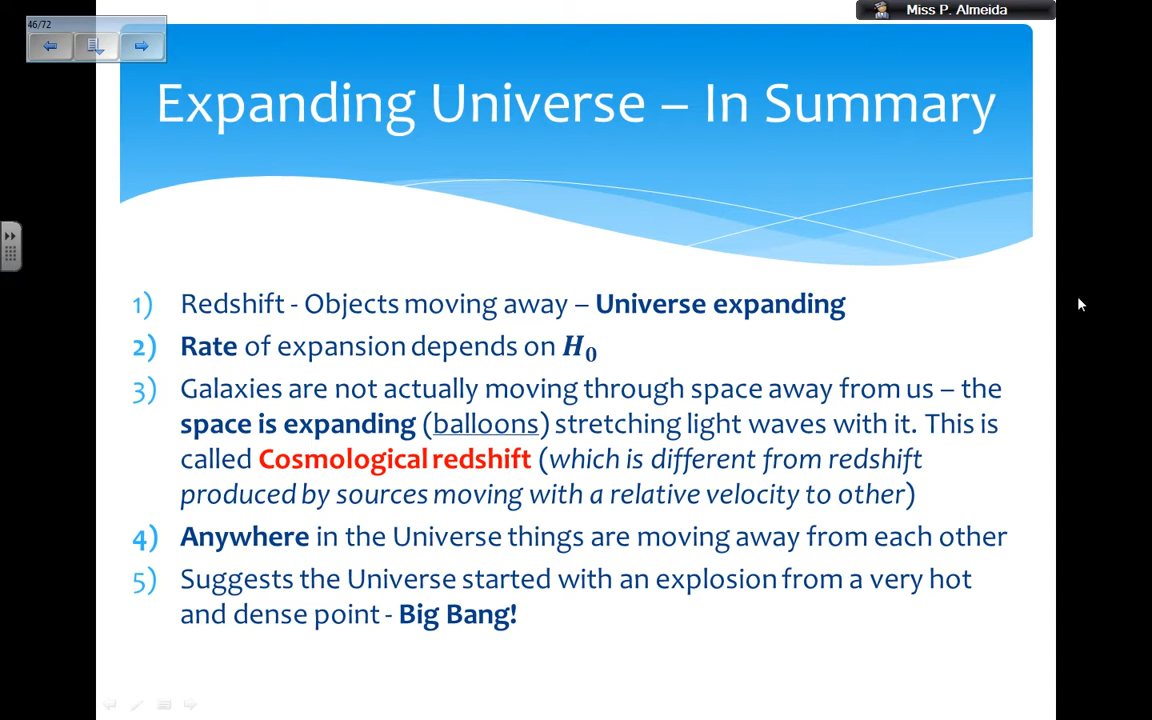 46/72
Miss P. Almeida
Expanding Universe – In Summary
1) Redshift - Objects moving away – Universe expanding
2) Rate of expansion depends on H₀
3) Galaxies are not actually moving through space away from us – the
space is expanding (balloons) stretching light waves with it. This is
called Cosmological redshift (which is different from redshift
produced by sources moving with a relative velocity to other)
4) Anywhere in the Universe things are moving away from each other
5) Suggests the Universe started with an explosion from a very hot
and dense point - Big Bang!